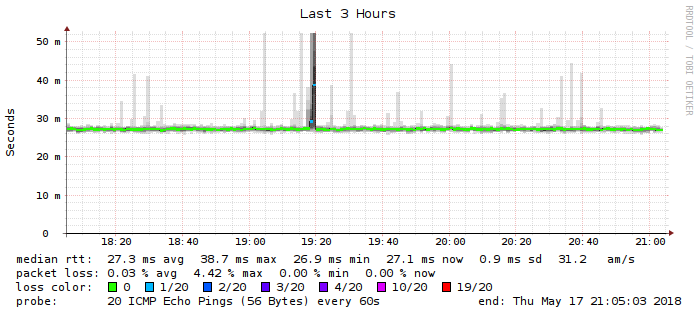 Last 3 Hours
RRDTOOL / TOBI OETIKER
Seconds
50 m
40 m
30 m
20 m
10 m
0
18:20 18:40 19:00 19:20 19:40 20:00 20:20 20:40 21:00
median rtt: 27.3 ms avg 38.7 ms max 26.9 ms min 27.1 ms now 0.9 ms sd 31.2 am/s
packet loss: 0.03 % avg 4.42 % max 0.00 % min 0.00 % now
loss color: 0 1/20 2/20 3/20 4/20 10/20 19/20
probe: 20 ICMP Echo Pings (56 Bytes) every 60s end: Thu May 17 21:05:03 2018